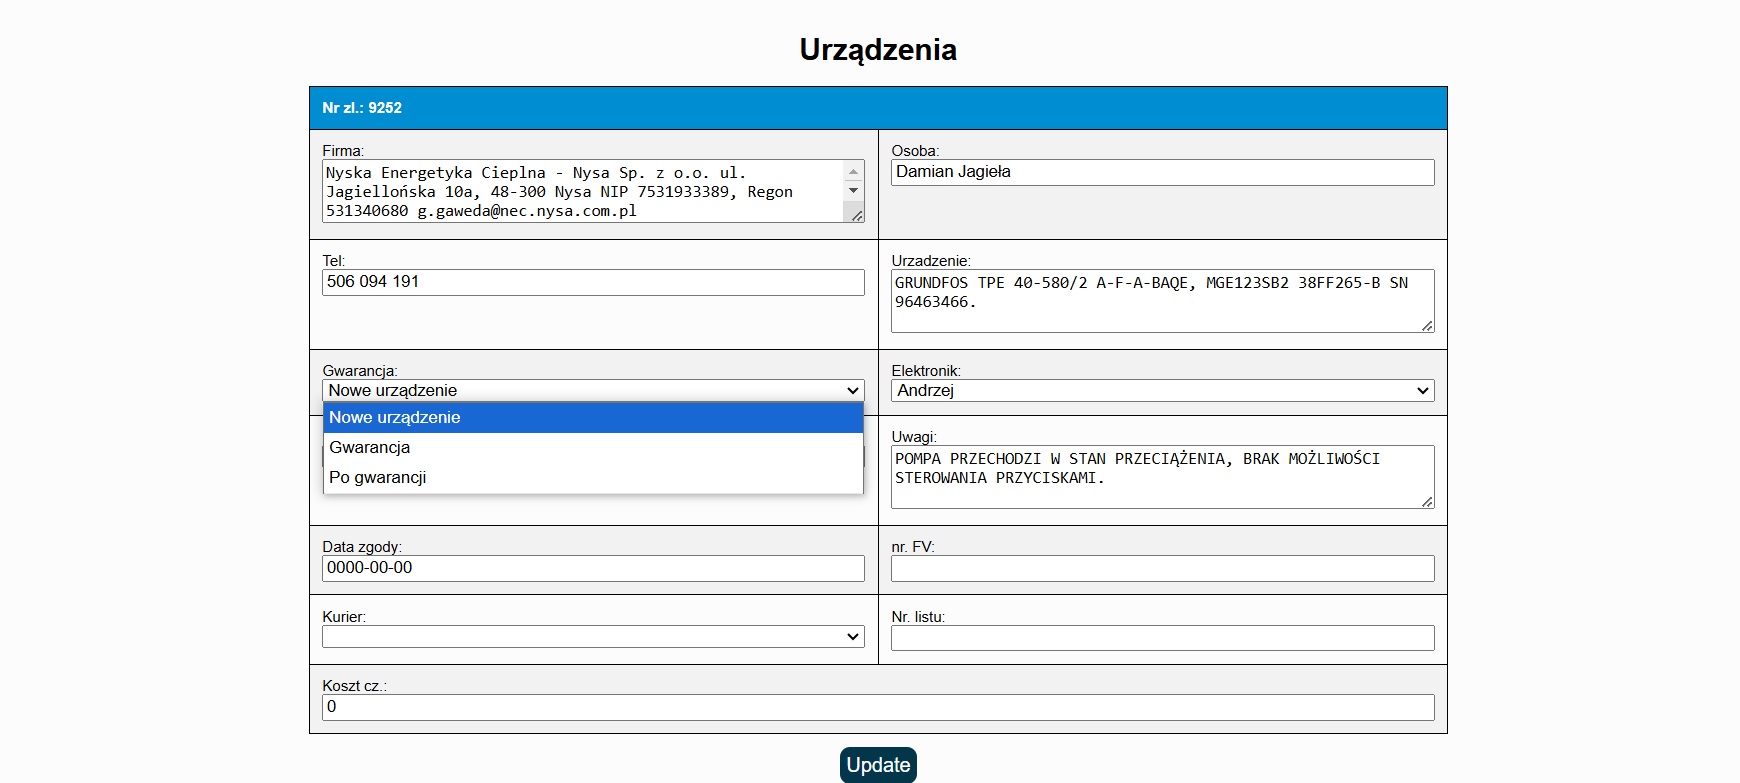 Urządzenia
Nr zl.: 9252
Firma:
Nyska Energetyka Cieplna - Nysa Sp. z o.o. ul.
Jagiellońska 10a, 48-300 Nysa NIP 7531933389, Regon
531340680 g.gaweda@nec.nysa.com.pl
Osoba:
Damian Jagieła
Tel:
506 094 191
Urzadzenie:
GRUNDFOS TPE 40-580/2 A-F-A-BAQE, MGE123SB2 38FF265-B SN
96463466.
Gwarancja:
Nowe urządzenie
Nowe urządzenie
Gwarancja
Po gwarancji
Elektronik:
Andrzej
Uwagi:
POMPA PRZECHODZI W STAN PRZECIĄŻENIA, BRAK MOŻLIWOŚCI
STEROWANIA PRZYCISKAMI.
Data zgody:
0000-00-00
nr. FV:
Kurier:
Nr. listu:
Koszt cz.:
0
Update